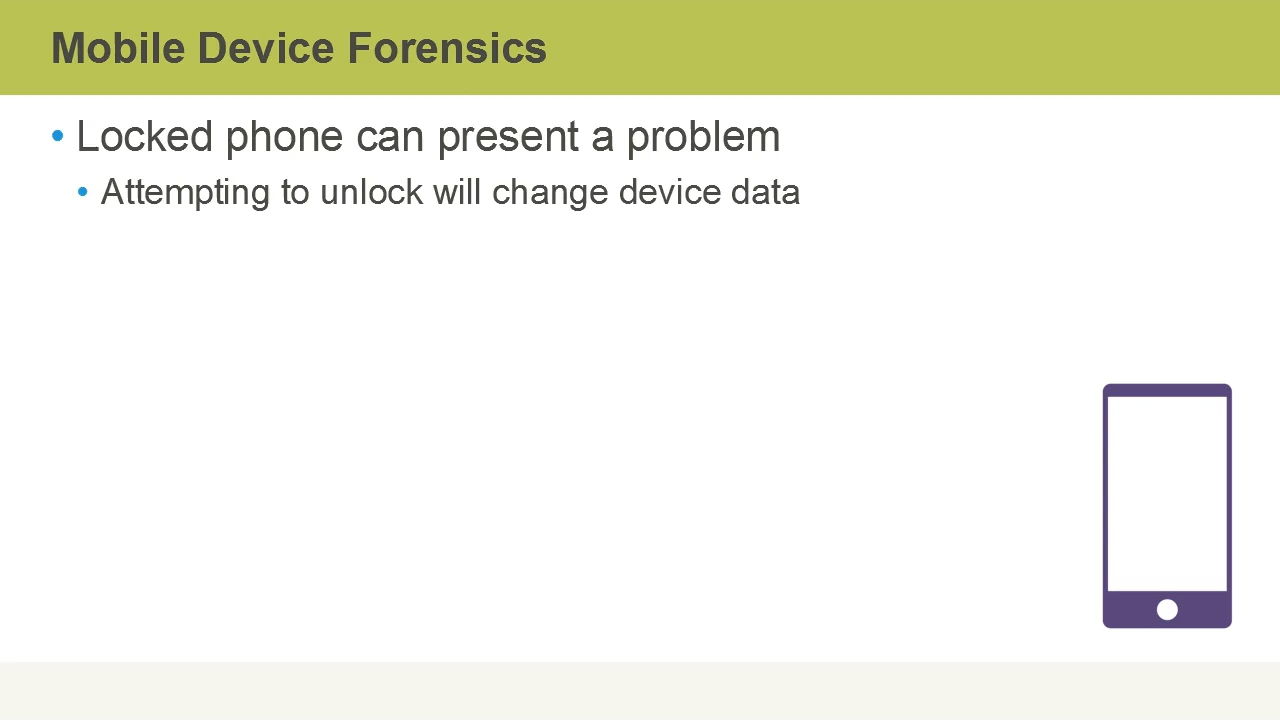 Mobile Device Forensics
• Locked phone can present a problem
• Attempting to unlock will change device data